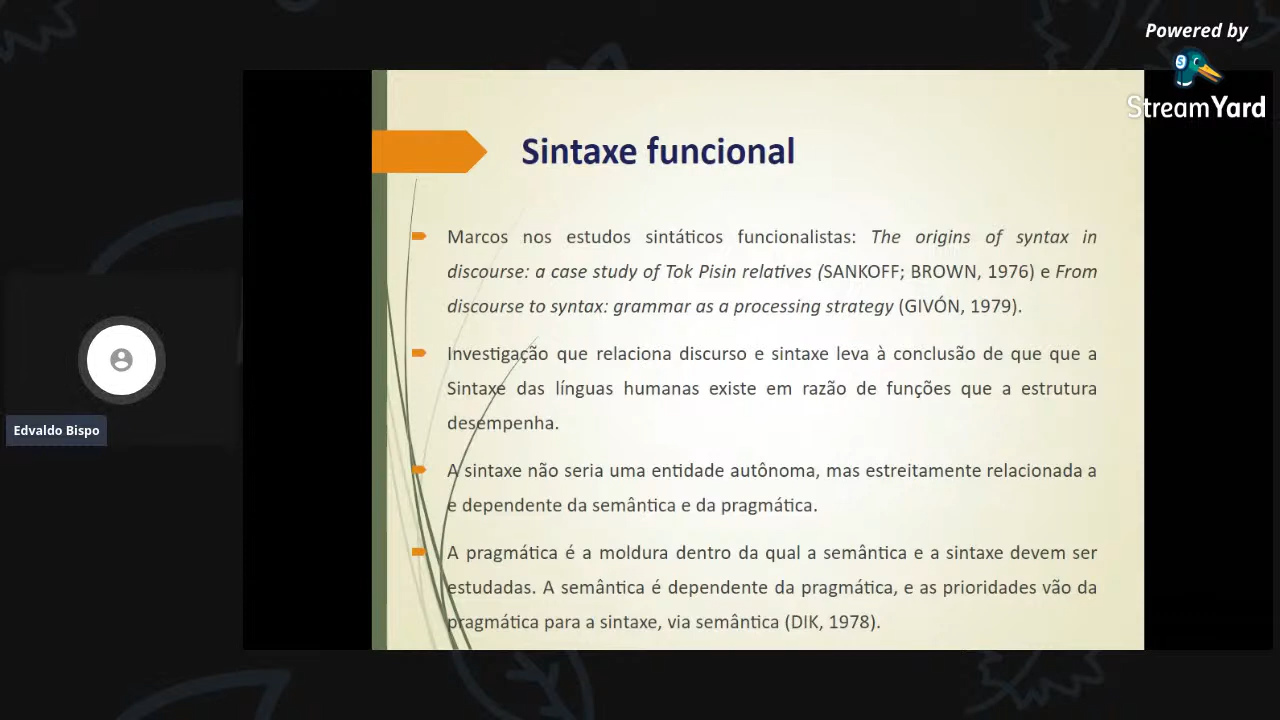 Powered by
StreamYard
Sintaxe funcional
Marcos nos estudos sintáticos funcionalistas: The origins of syntax in
discourse: a case study of Tok Pisin relatives (SANKOFF; BROWN, 1976) e From
discourse to syntax: grammar as a processing strategy (GIVÓN, 1979).
Investigação que relaciona discurso e sintaxe leva à conclusão de que que a
Sintaxe das línguas humanas existe em razão de funções que a estrutura
desempenha.
A sintaxe não seria uma entidade autônoma, mas estreitamente relacionada a
e dependente da semântica e da pragmática.
A pragmática é a moldura dentro da qual a semântica e a sintaxe devem ser
estudadas. A semântica é dependente da pragmática, e as prioridades vão da
pragmática para a sintaxe, via semântica (DIK, 1978).
Edvaldo Bispo